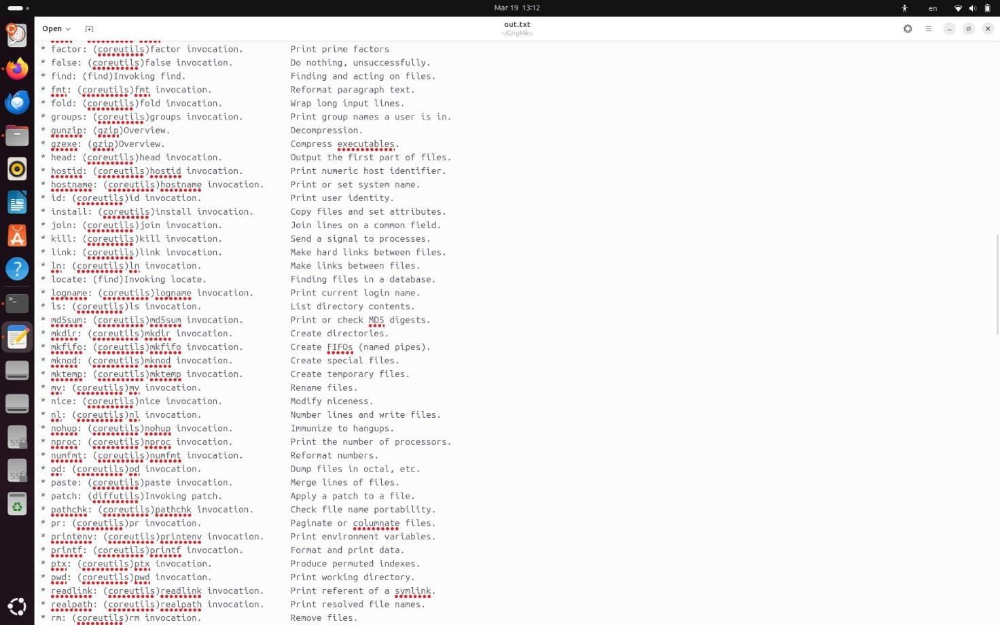 Mar 19 13:12
en
Open
out.txt
~/GrigMiku
* factor: (coreutils)factor invocation. Print prime factors
* false: (coreutils)false invocation. Do nothing, unsuccessfully.
* find: (find)Invoking find. Finding and acting on files.
* fmt: (coreutils)fmt invocation. Reformat paragraph text.
* fold: (coreutils)fold invocation. Wrap long input lines.
* groups: (coreutils)groups invocation. Print group names a user is in.
* gunzip: (gzip)Overview. Decompression.
* gzexe: (gzip)Overview. Compress executables.
* head: (coreutils)head invocation. Output the first part of files.
* hostid: (coreutils)hostid invocation. Print numeric host identifier.
* hostname: (coreutils)hostname invocation. Print or set system name.
* id: (coreutils)id invocation. Print user identity.
* install: (coreutils)install invocation. Copy files and set attributes.
* join: (coreutils)join invocation. Join lines on a common field.
* kill: (coreutils)kill invocation. Send a signal to processes.
* link: (coreutils)link invocation. Make hard links between files.
* ln: (coreutils)ln invocation. Make links between files.
* locate: (find)Invoking locate. Finding files in a database.
* logname: (coreutils)logname invocation. Print current login name.
* ls: (coreutils)ls invocation. List directory contents.
* md5sum: (coreutils)md5sum invocation. Print or check MD5 digests.
* mkdir: (coreutils)mkdir invocation. Create directories.
* mkfifo: (coreutils)mkfifo invocation. Create FIFOs (named pipes).
* mknod: (coreutils)mknod invocation. Create special files.
* mktemp: (coreutils)mktemp invocation. Create temporary files.
* mv: (coreutils)mv invocation. Rename files.
* nice: (coreutils)nice invocation. Modify niceness.
* nl: (coreutils)nl invocation. Number lines and write files.
* nohup: (coreutils)nohup invocation. Immunize to hangups.
* nproc: (coreutils)nproc invocation. Print the number of processors.
* numfmt: (coreutils)numfmt invocation. Reformat numbers.
* od: (coreutils)od invocation. Dump files in octal, etc.
* paste: (coreutils)paste invocation. Merge lines of files.
* patch: (diffutils)Invoking patch. Apply a patch to a file.
* pathchk: (coreutils)pathchk invocation. Check file name portability.
* pr: (coreutils)pr invocation. Paginate or columnate files.
* printenv: (coreutils)printenv invocation. Print environment variables.
* printf: (coreutils)printf invocation. Format and print data.
* ptx: (coreutils)ptx invocation. Produce permuted indexes.
* pwd: (coreutils)pwd invocation. Print working directory.
* readlink: (coreutils)readlink invocation. Print referent of a symlink.
* realpath: (coreutils)realpath invocation. Print resolved file names.
* rm: (coreutils)rm invocation. Remove files.